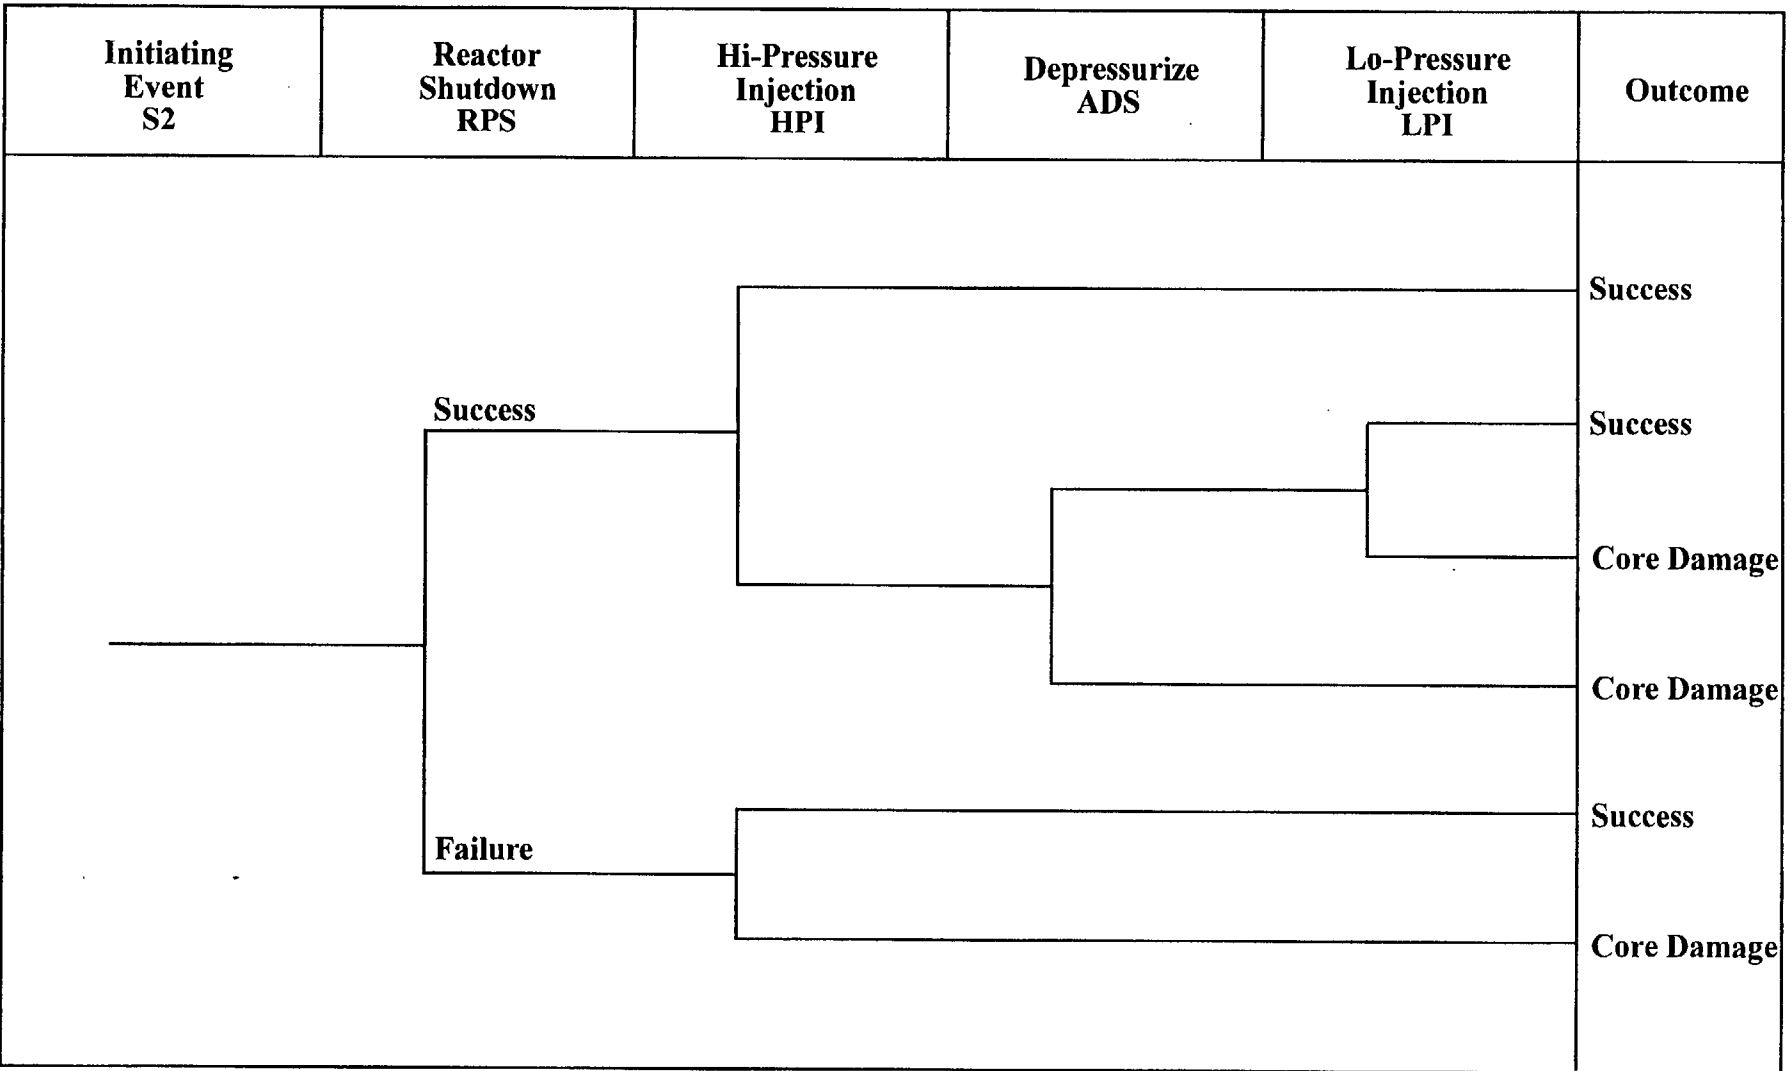 Initiating
Event
S2
Reactor
Shutdown
RPS
Hi-Pressure
Injection
HPI
Depressurize
ADS
Lo-Pressure
Injection
LPI
Outcome
Success
Success
Success
Core Damage
Core Damage
Success
Failure
Core Damage